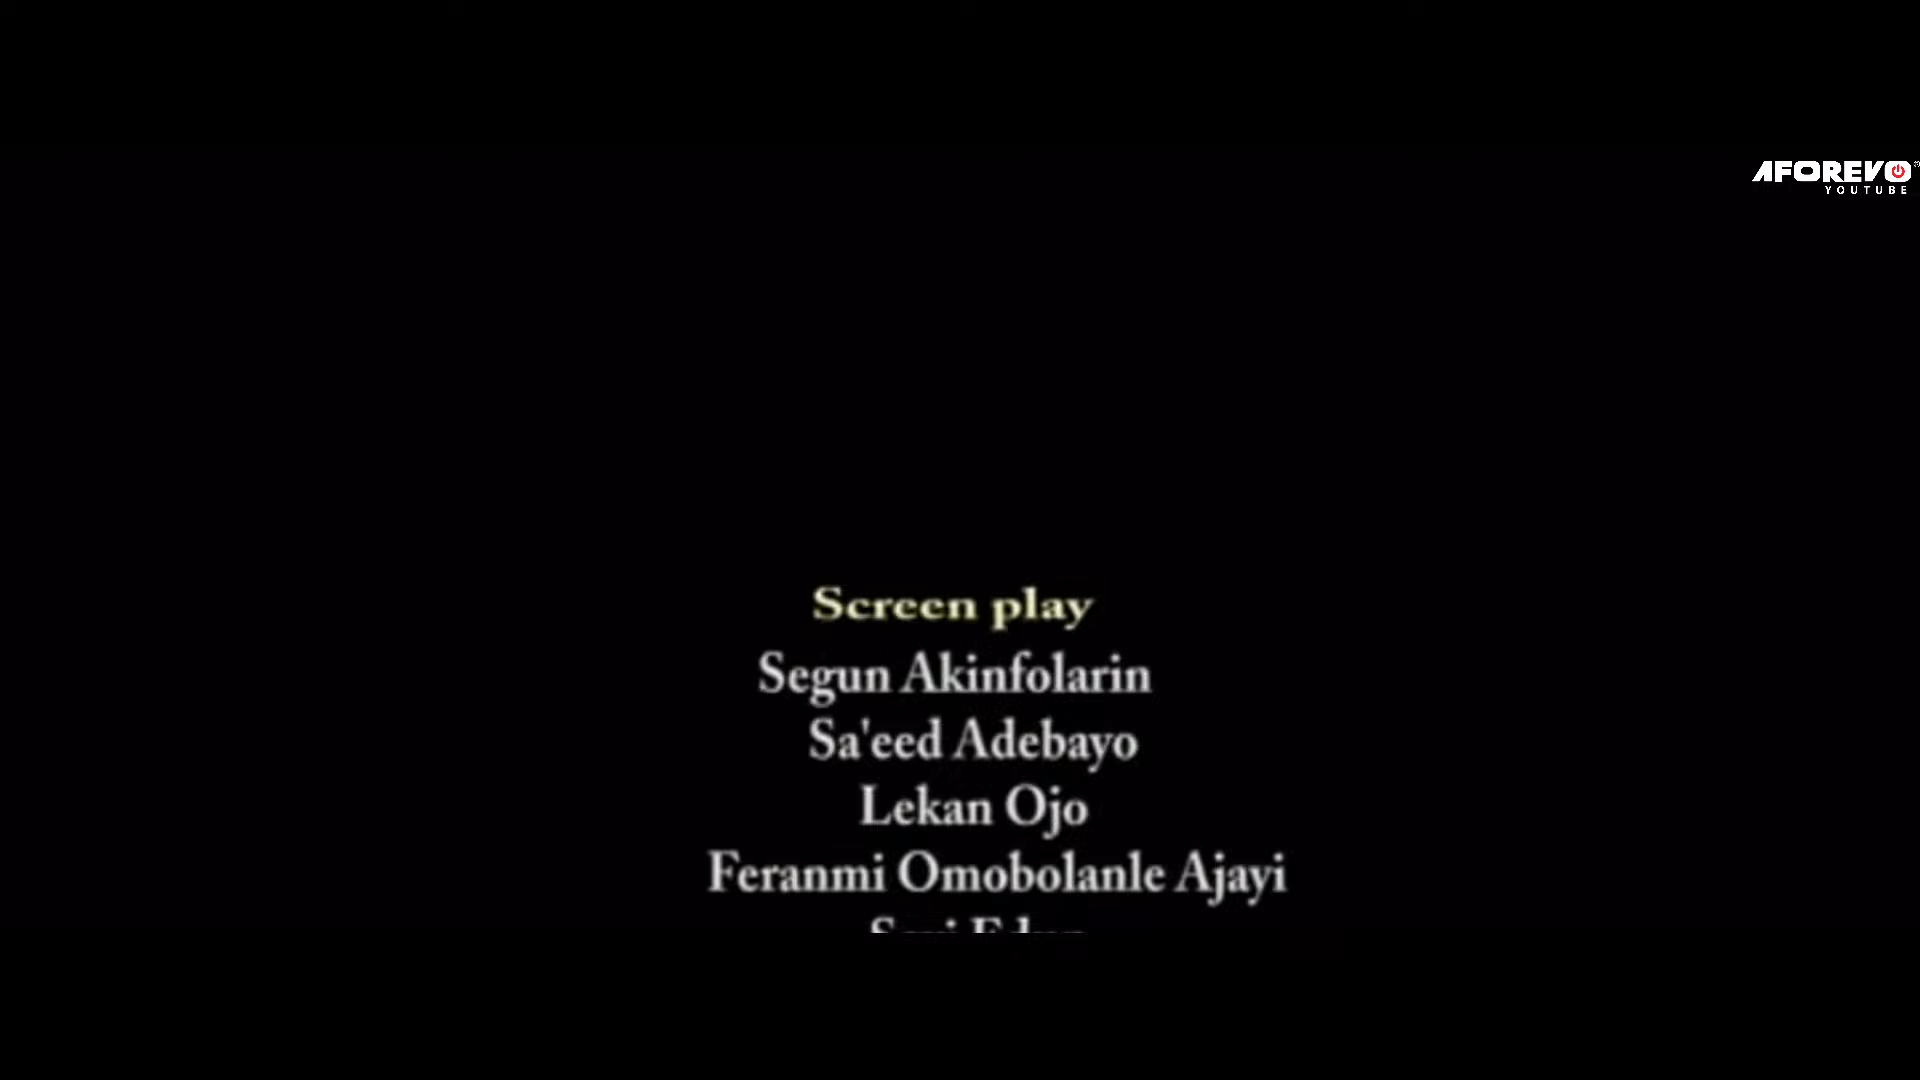 AFOREVO
YOUTUBE
Screen play
Segun Akinfolarin
Sa'eed Adebayo
Lekan Ojo
Feranmi Omobolanle Ajayi